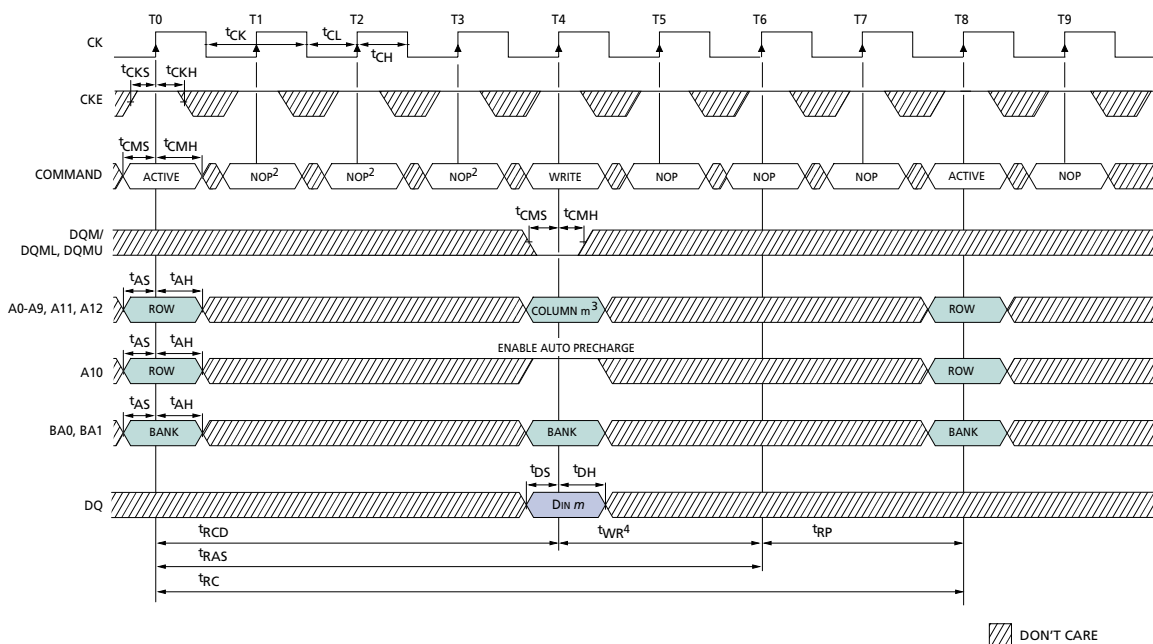 T0 T1 T2 T3 T4 T5 T6 T7 T8 T9
CK tCK tCL tCH
tCKS tCKH
CKE
tCMS tCMH
COMMAND ACTIVE NOP2 NOP2 NOP2 WRITE NOP NOP NOP ACTIVE NOP
tCMS tCMH
DQM/
DQML, DQMU
tAS tAH
A0-A9, A11, A12 ROW COLUMN m3 ROW
tAS tAH ENABLE AUTO PRECHARGE
A10 ROW ROW
tAS tAH
BA0, BA1 BANK BANK BANK
tDS tDH
DQ DIN m
tRCD tWR4 tRP
tRAS
tRC
DON'T CARE